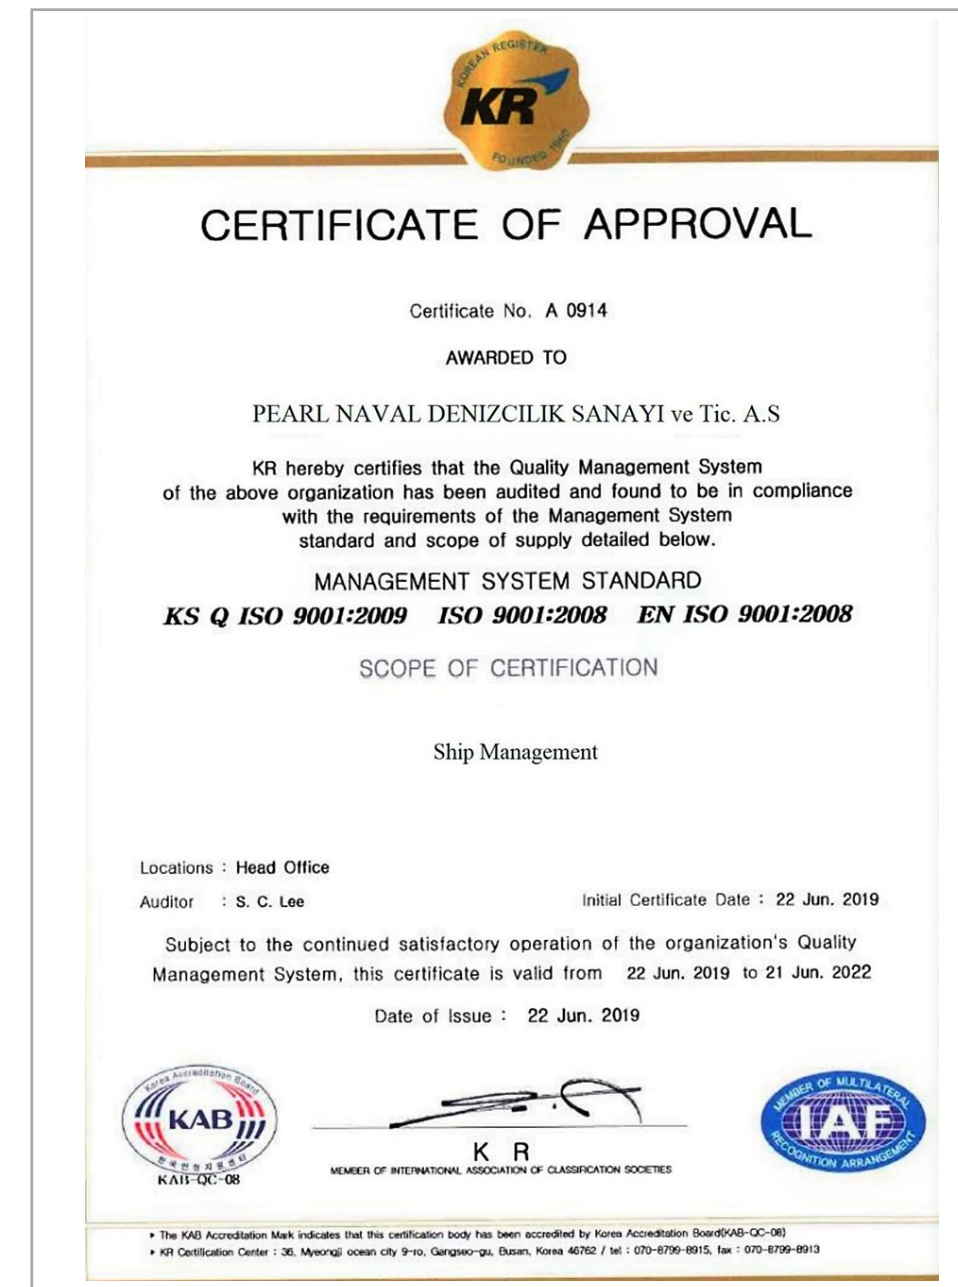 KOREAN REGISTER
KR
FOUNDED 1960
CERTIFICATE OF APPROVAL
Certificate No. A 0914
AWARDED TO
PEARL NAVAL DENIZCILIK SANAYI ve Tic. A.S
KR hereby certifies that the Quality Management System
of the above organization has been audited and found to be in compliance
with the requirements of the Management System
standard and scope of supply detailed below.
MANAGEMENT SYSTEM STANDARD
KS Q ISO 9001:2009 ISO 9001:2008 EN ISO 9001:2008
SCOPE OF CERTIFICATION
Ship Management
Locations : Head Office
Auditor : S. C. Lee Initial Certificate Date : 22 Jun. 2019
Subject to the continued satisfactory operation of the organization's Quality
Management System, this certificate is valid from 22 Jun. 2019 to 21 Jun. 2022
Date of Issue : 22 Jun. 2019
Korea Accreditation Board
KAB
한국인정지원센터
KAB-QC-08
K R
MEMBER OF INTERNATIONAL ASSOCIATION OF CLASSIFICATION SOCIETIES
MEMBER OF MULTILATERAL
IAF
RECOGNITION ARRANGEMENT
• The KAB Accreditation Mark indicates that this certification body has been accredited by Korea Accreditation Board(KAB-QC-08)
• KR Certification Center : 36, Myeongji ocean city 9-ro, Gangseo-gu, Busan, Korea 46762 / tel : 070-8799-8915, fax : 070-8799-8913